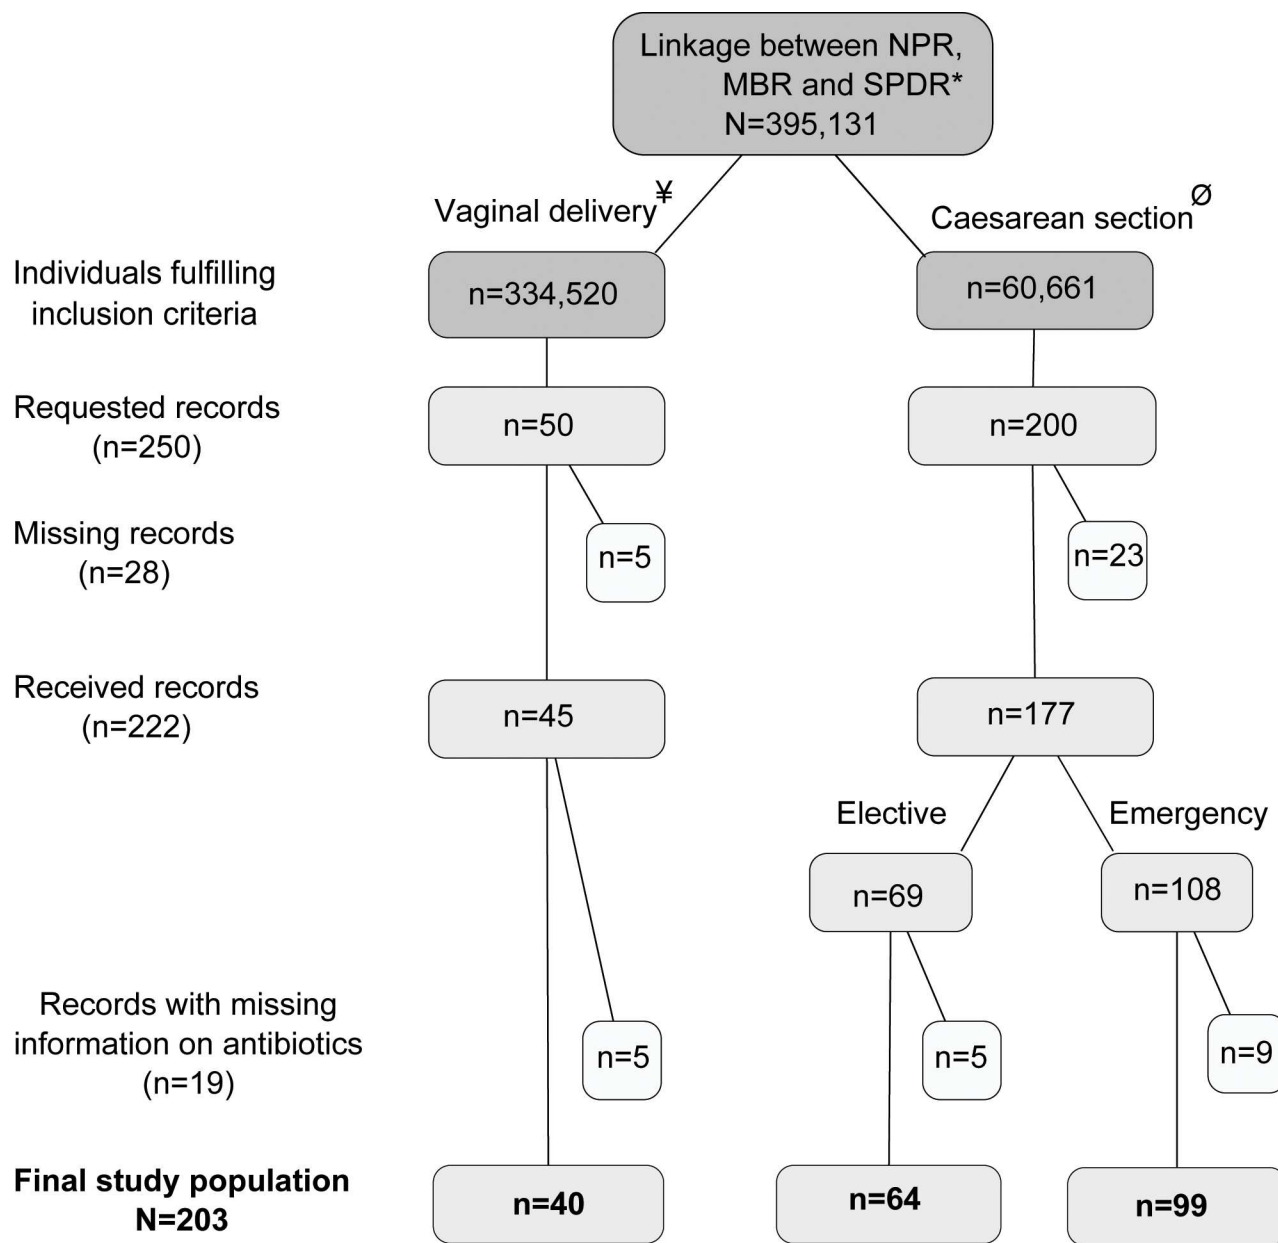 Linkage between NPR,
MBR and SPDR*
N=395,131
Vaginal delivery¥
Caesarean sectionØ
Individuals fulfilling
inclusion criteria
n=334,520
n=60,661
Requested records
(n=250)
n=50
n=200
Missing records
(n=28)
n=5
n=23
Received records
(n=222)
n=45
n=177
Elective
Emergency
n=69
n=108
Records with missing
information on antibiotics
(n=19)
n=5
n=5
n=9
Final study population
N=203
n=40
n=64
n=99